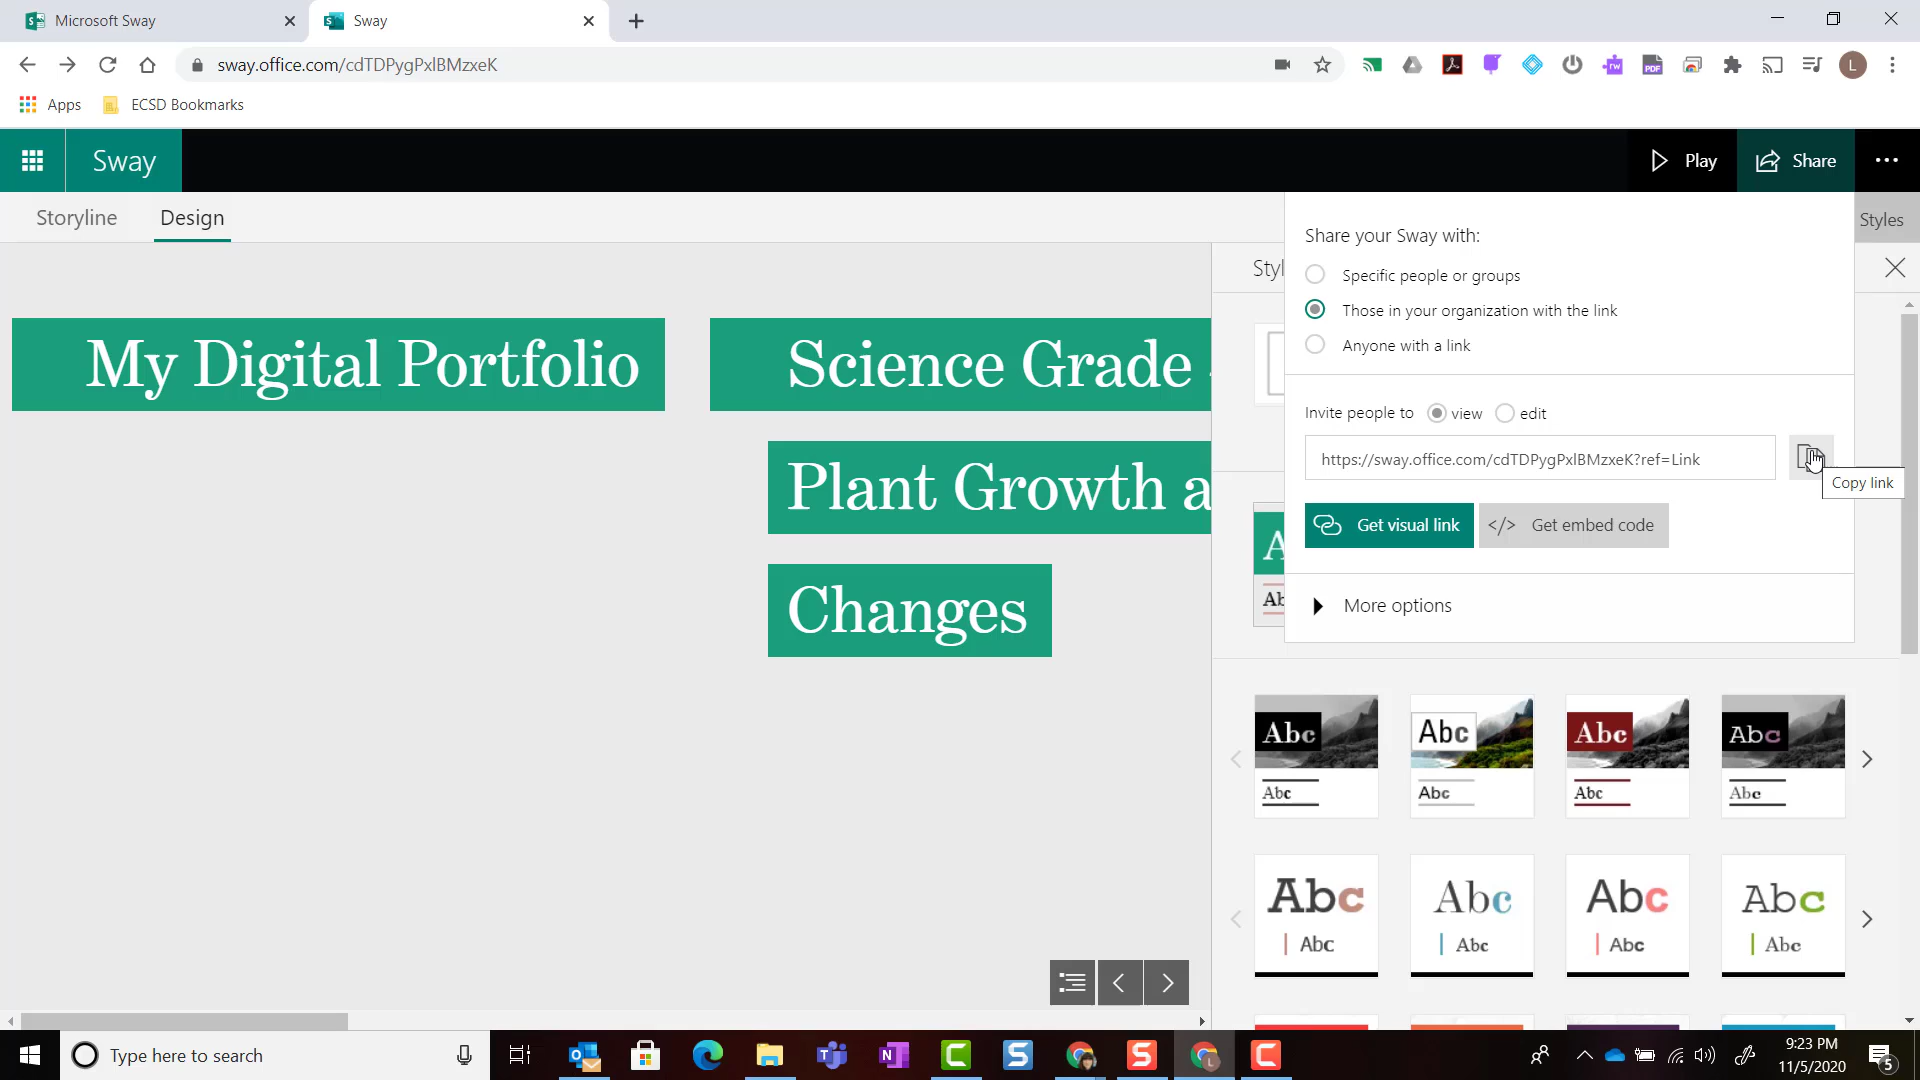 Microsoft Sway
Sway
sway.office.com/cdTDPygPxlBMzxeK
L
Apps
ECSD Bookmarks
Sway
Play
Share
Storyline
Design
Styles
My Digital Portfolio
Science Grade
Plant Growth a
Changes
Styl
Share your Sway with:
Specific people or groups
Those in your organization with the link
Anyone with a link
Invite people to view edit
https://sway.office.com/cdTDPygPxlBMzxeK?ref=Link
Copy link
Get visual link
</> Get embed code
More options
A
Ab
Abc Abc Abc Abc
Abc Abc Abc Abc
Abc Abc Abc Abc
Abc Abc Abc Abc
Type here to search
9:23 PM
11/5/2020
5